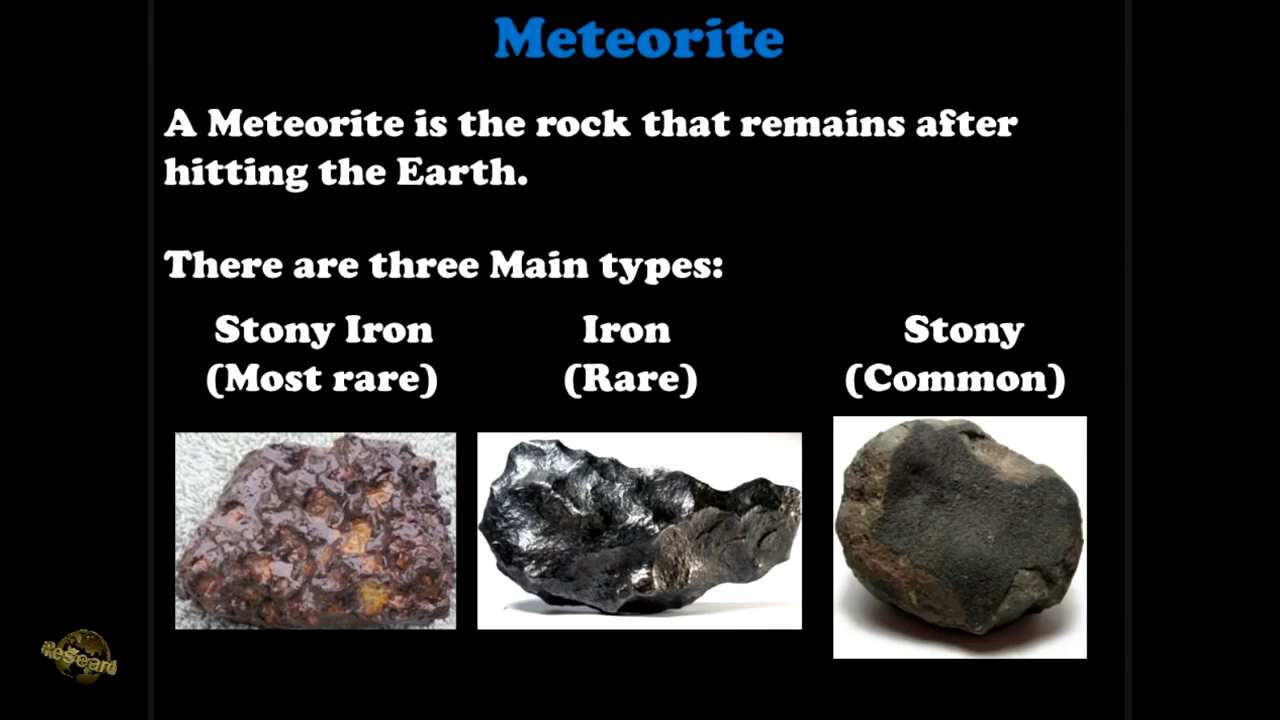 Meteorite
A Meteorite is the rock that remains after
hitting the Earth.
There are three Main types:
Stony Iron
(Most rare)
Iron
(Rare)
Stony
(Common)